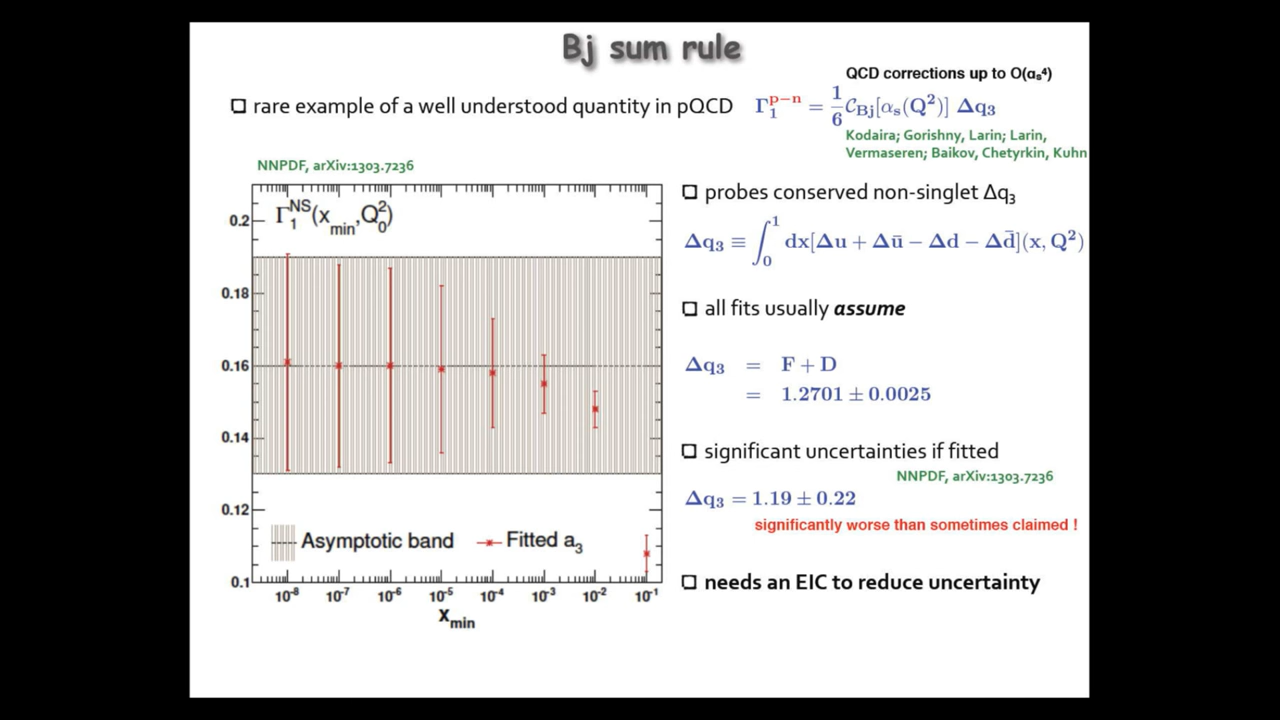 Bj sum rule
QCD corrections up to O(αs⁴)
❑ rare example of a well understood quantity in pQCD
Γ₁^{p−n} = 1/6 𝒞_Bj[αs(Q²)] Δq₃
Kodaira; Gorishny, Larin; Larin,
Vermaseren; Baikov, Chetyrkin, Kuhn
NNPDF, arXiv:1303.7236
Γ₁^{NS}(x_min,Q₀²)
0.2
0.18
0.16
0.14
0.12
0.1
Asymptotic band
Fitted a₃
10⁻⁸ 10⁻⁷ 10⁻⁶ 10⁻⁵ 10⁻⁴ 10⁻³ 10⁻² 10⁻¹
x_min
❑ probes conserved non-singlet Δq₃
Δq₃ ≡ ∫₀¹ dx[Δu + Δū − Δd − Δd̄](x, Q²)
❑ all fits usually assume
Δq₃ = F + D
= 1.2701 ± 0.0025
❑ significant uncertainties if fitted
NNPDF, arXiv:1303.7236
Δq₃ = 1.19 ± 0.22
significantly worse than sometimes claimed !
❑ needs an EIC to reduce uncertainty